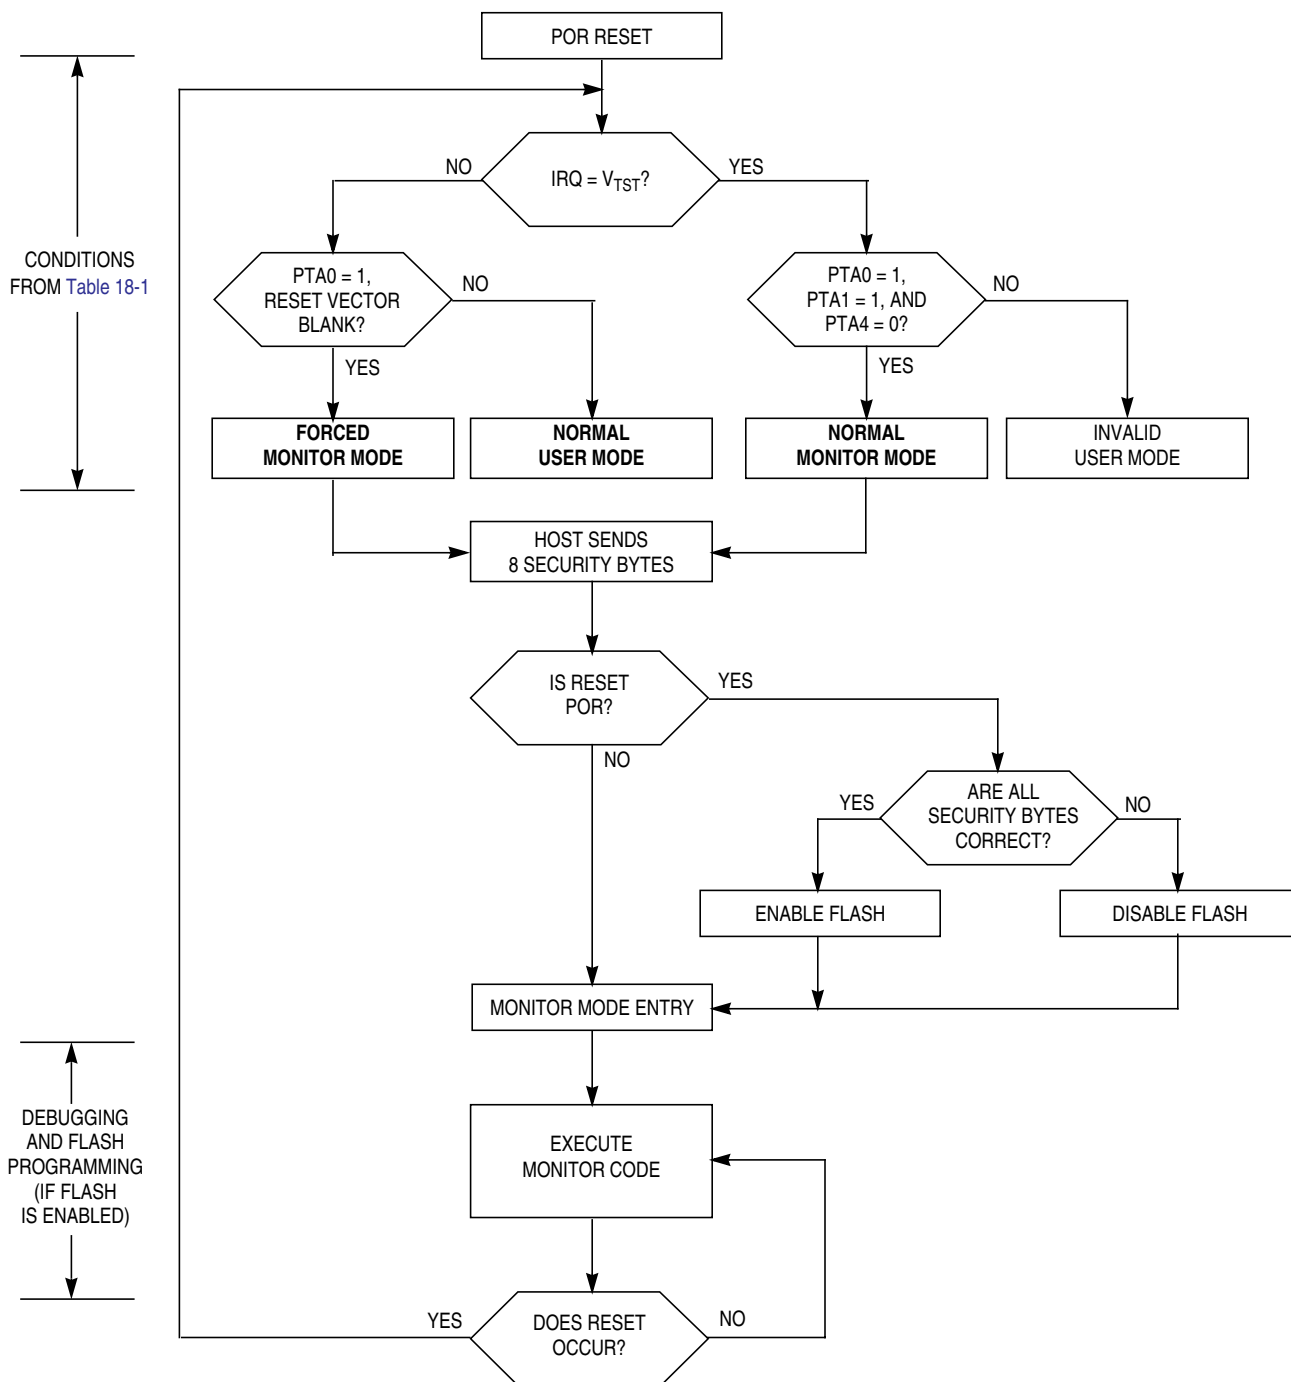 POR RESET
NO
YES
IRQ = VTST?
CONDITIONS
FROM Table 18-1
PTA0 = 1,
RESET VECTOR
BLANK?
NO
YES
PTA0 = 1,
PTA1 = 1, AND
PTA4 = 0?
NO
YES
FORCED
MONITOR MODE
NORMAL
USER MODE
NORMAL
MONITOR MODE
INVALID
USER MODE
HOST SENDS
8 SECURITY BYTES
IS RESET
POR?
YES
NO
ARE ALL
SECURITY BYTES
CORRECT?
YES
NO
ENABLE FLASH
DISABLE FLASH
MONITOR MODE ENTRY
DEBUGGING
AND FLASH
PROGRAMMING
(IF FLASH
IS ENABLED)
EXECUTE
MONITOR CODE
YES
DOES RESET
OCCUR?
NO